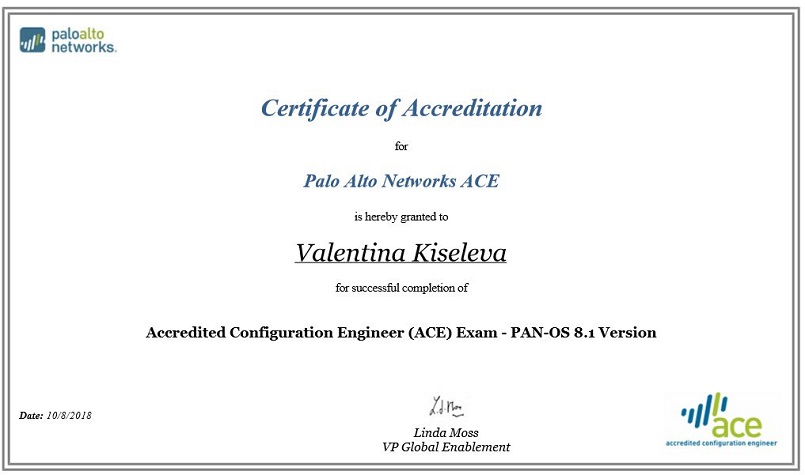 paloalto
networks.
Certificate of Accreditation
for
Palo Alto Networks ACE
is hereby granted to
Valentina Kiseleva
for successful completion of
Accredited Configuration Engineer (ACE) Exam - PAN-OS 8.1 Version
Date: 10/8/2018
Linda Moss
VP Global Enablement
ace
accredited configuration engineer